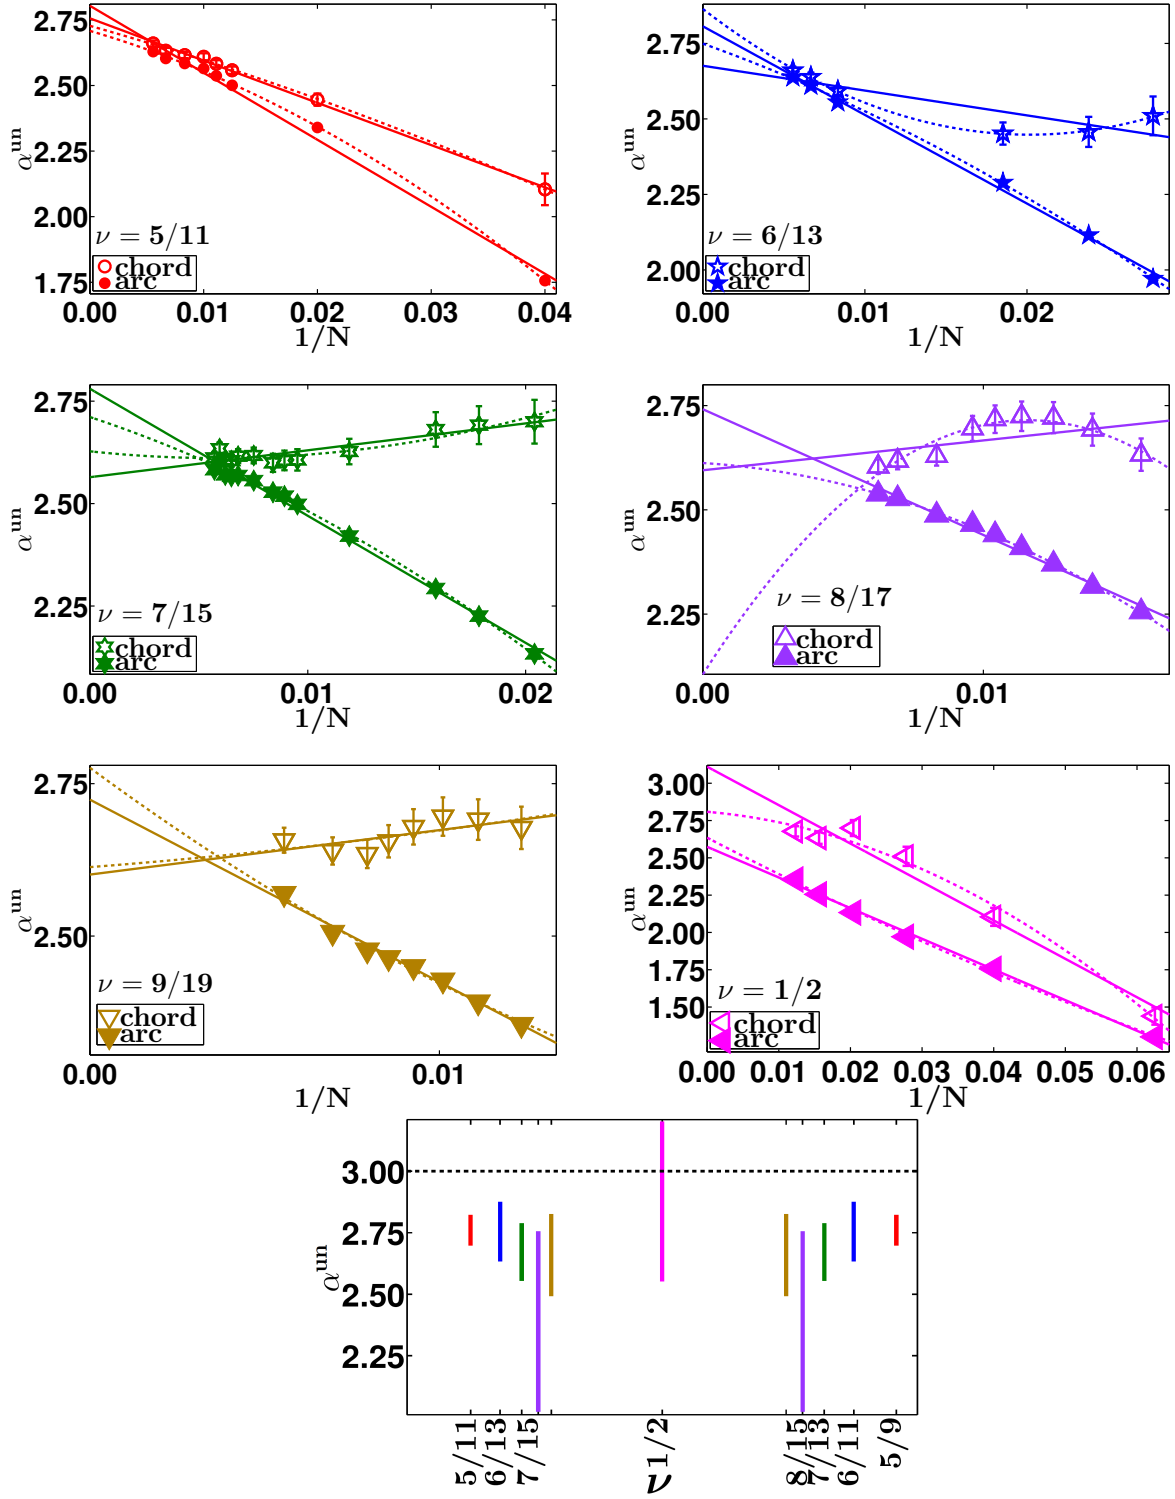 2.75
2.50
2.25
2.00
1.75
α^un
ν = 5/11
chord
arc
0.00 0.01 0.02 0.03 0.04
1/N
2.75
2.50
2.25
2.00
α^un
ν = 6/13
chord
arc
0.00 0.01 0.02
1/N
2.75
2.50
2.25
α^un
ν = 7/15
chord
arc
0.00 0.01 0.02
1/N
2.75
2.50
2.25
α^un
ν = 8/17
chord
arc
0.00 0.01
1/N
2.75
2.50
α^un
ν = 9/19
chord
arc
0.00 0.01
1/N
3.00
2.75
2.50
2.25
2.00
1.75
1.50
α^un
ν = 1/2
chord
arc
0.00 0.01 0.02 0.03 0.04 0.05 0.06
1/N
3.00
2.75
2.50
2.25
α^un
5/11 6/13 7/15 1/2 8/15 7/13 6/11 5/9
ν